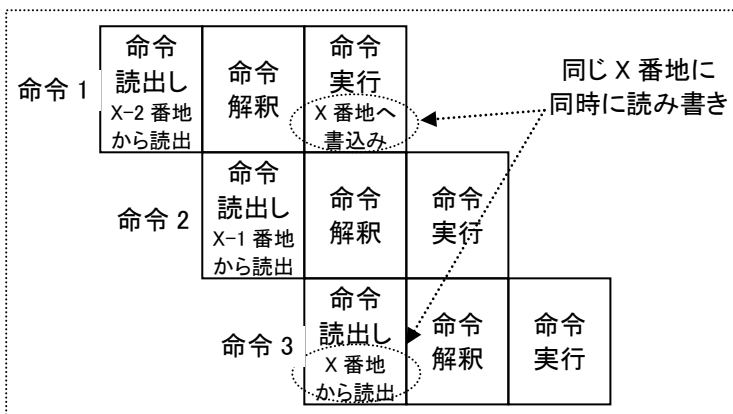 命令 1
命令
読出し
X-2 番地
から読出
命令
解釈
命令
実行
X 番地へ
書込み
同じ X 番地に
同時に読み書き
命令 2
命令
読出し
X-1 番地
から読出
命令
解釈
命令
実行
命令 3
命令
読出し
X 番地
から読出
命令
解釈
命令
実行